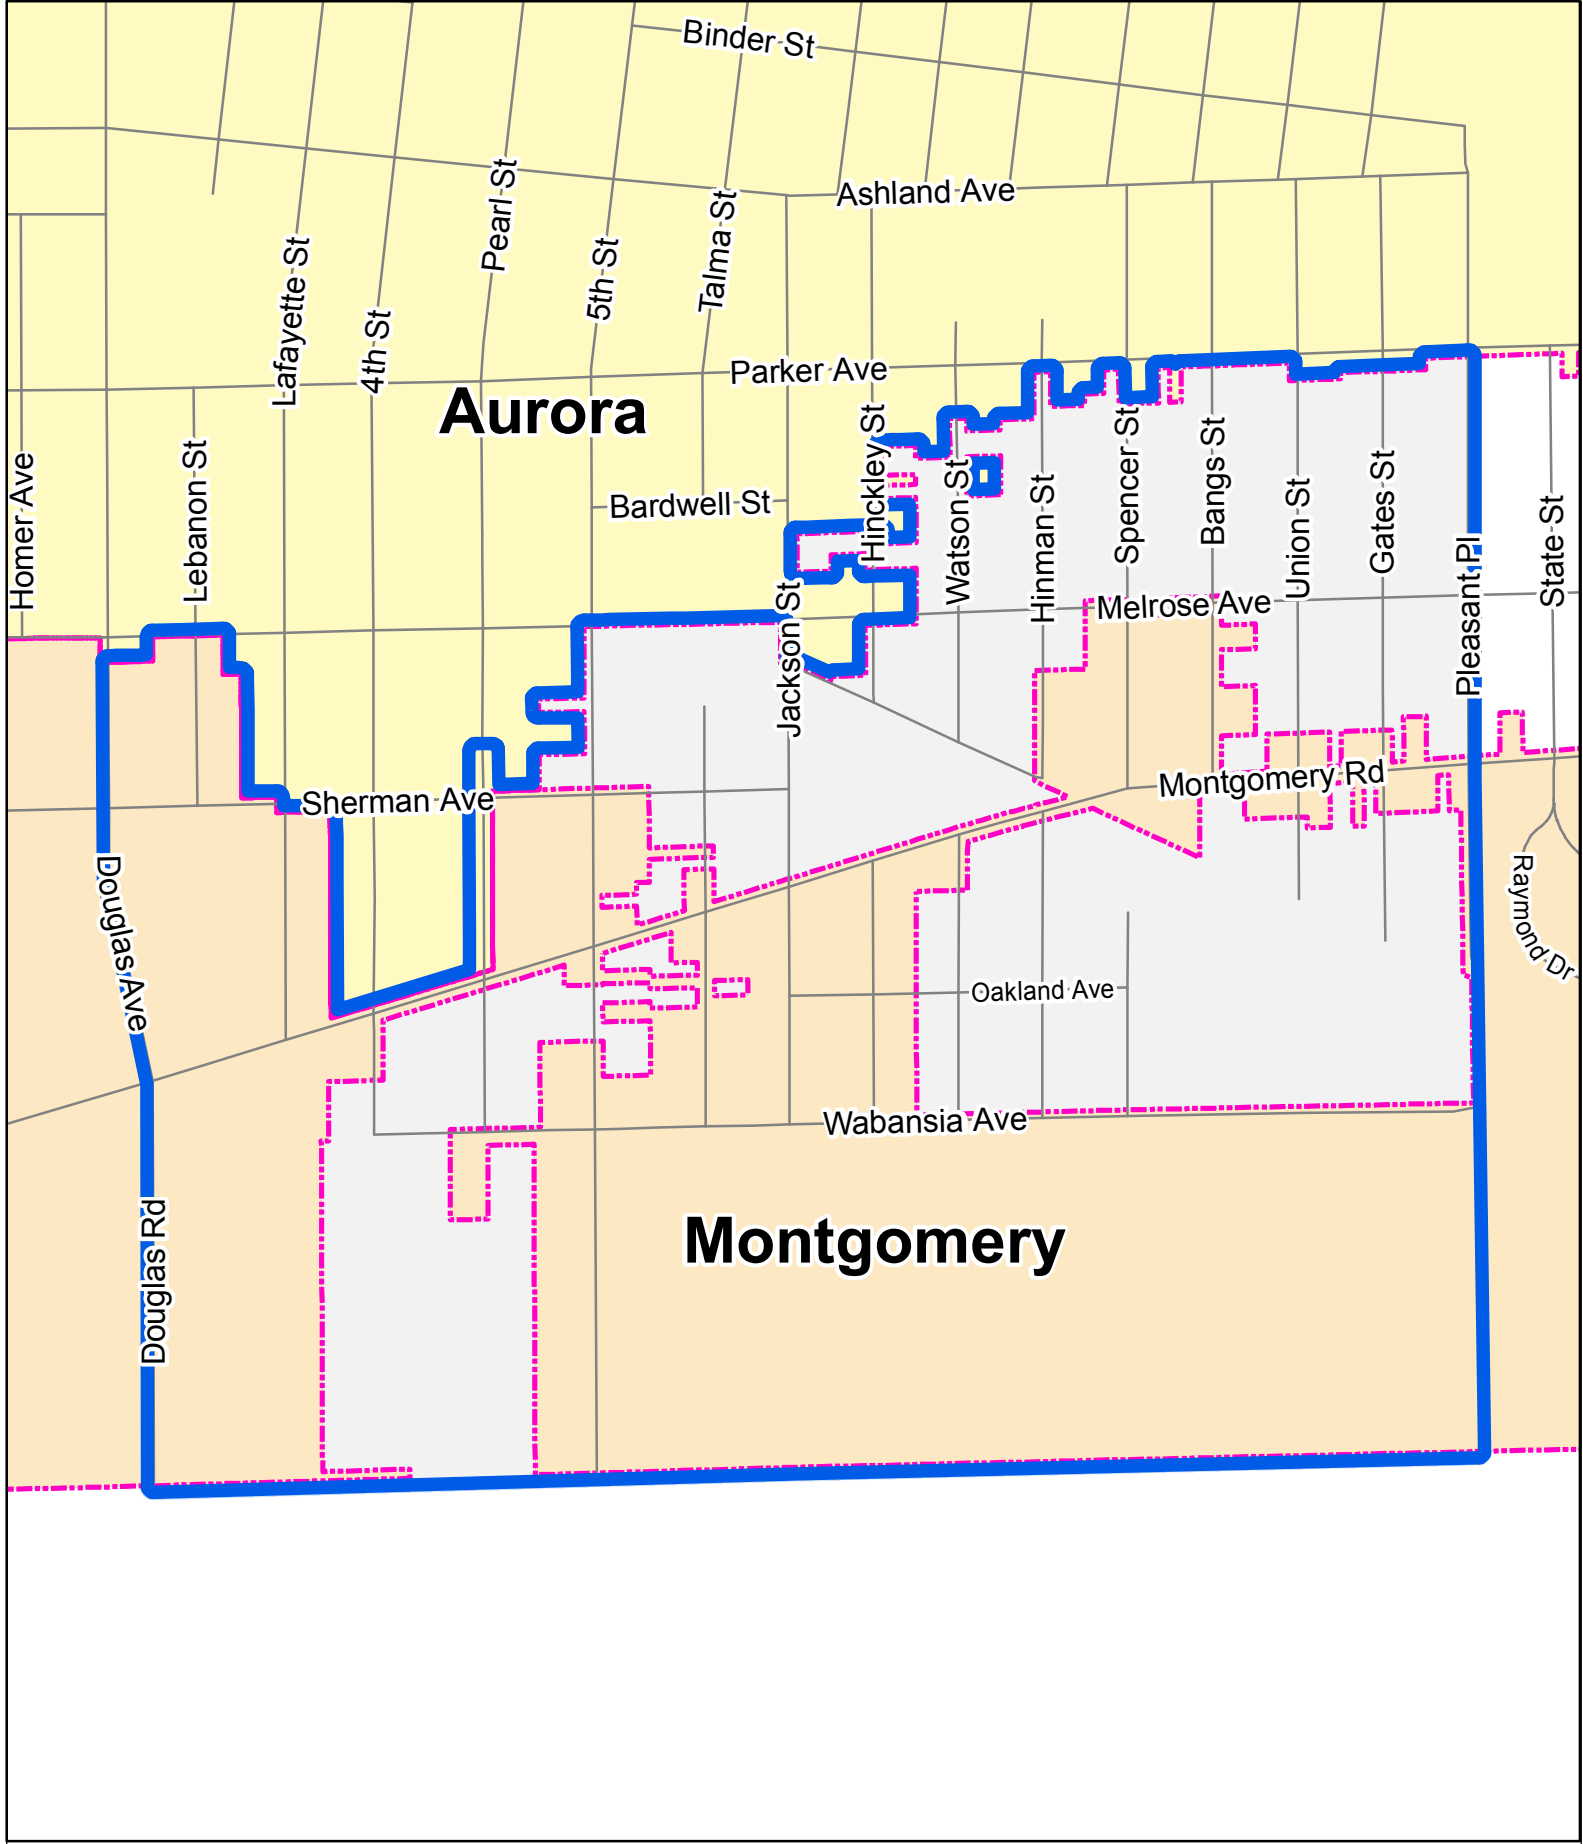 Binder St
Ashland Ave
Pearl St
Talma St
5th St
Lafayette St
4th St
Parker Ave
Aurora
Hinckley St
Spencer St
Bangs St
Gates St
Lebanon St
Homer Ave
Watson St
Hinman St
Union St
State St
Bardwell St
Pleasant Pl
Jackson St
Melrose Ave
Montgomery Rd
Sherman Ave
Douglas Ave
Raymond Dr
Oakland Ave
Wabansia Ave
Douglas Rd
Montgomery